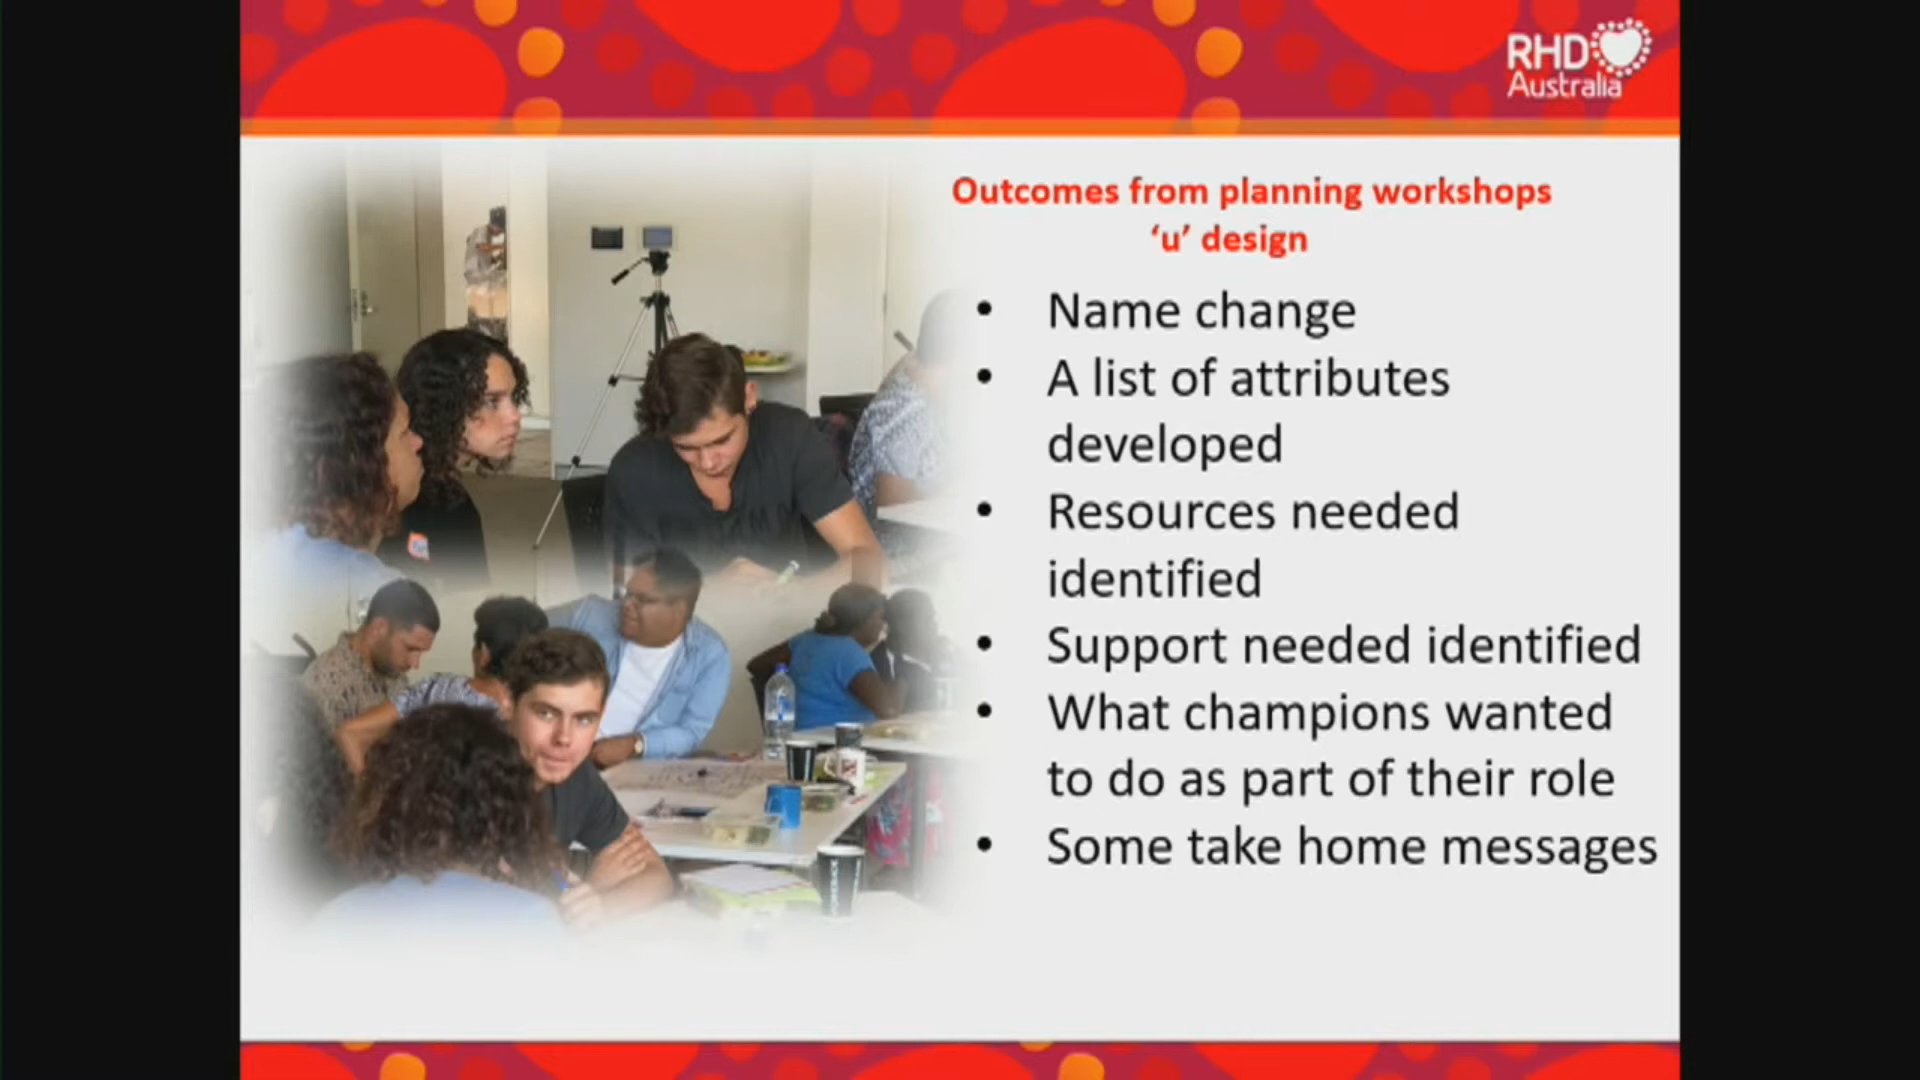 RHD
Australia
Outcomes from planning workshops
‘u’ design
• Name change
• A list of attributes
developed
• Resources needed
identified
• Support needed identified
• What champions wanted
to do as part of their role
• Some take home messages